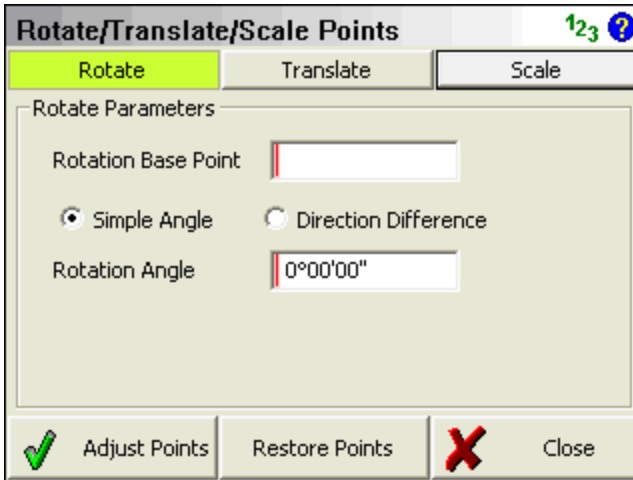 Rotate/Translate/Scale Points 123 ?
Rotate Translate Scale
Rotate Parameters
Rotation Base Point
Simple Angle Direction Difference
Rotation Angle 0°00'00"
Adjust Points Restore Points Close